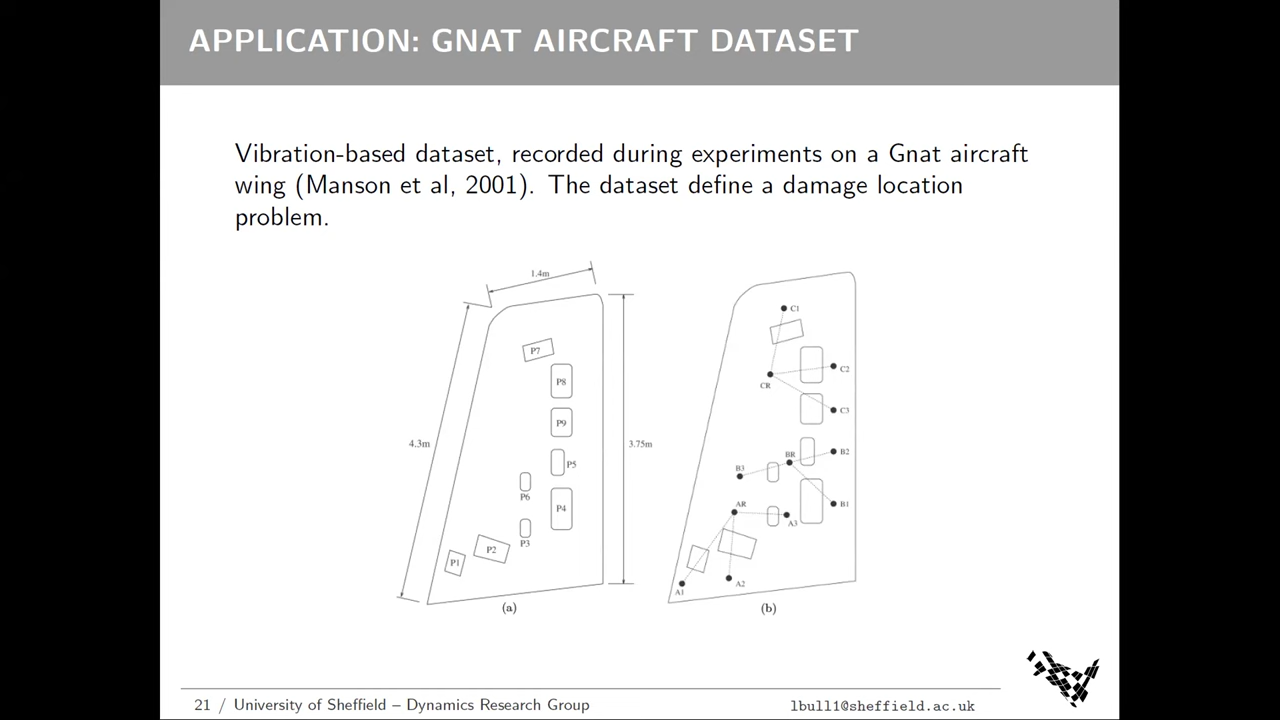 APPLICATION: GNAT AIRCRAFT DATASET
Vibration-based dataset, recorded during experiments on a Gnat aircraft
wing (Manson et al, 2001). The dataset define a damage location
problem.
1.4m
4.3m
3.75m
P7
P8
P9
P5
P6
P4
P3
P2
P1
(a)
C1
C2
CR
C3
B2
BR
B3
B1
AR
A3
A2
A1
(b)
21 / University of Sheffield – Dynamics Research Group
lbull1@sheffield.ac.uk